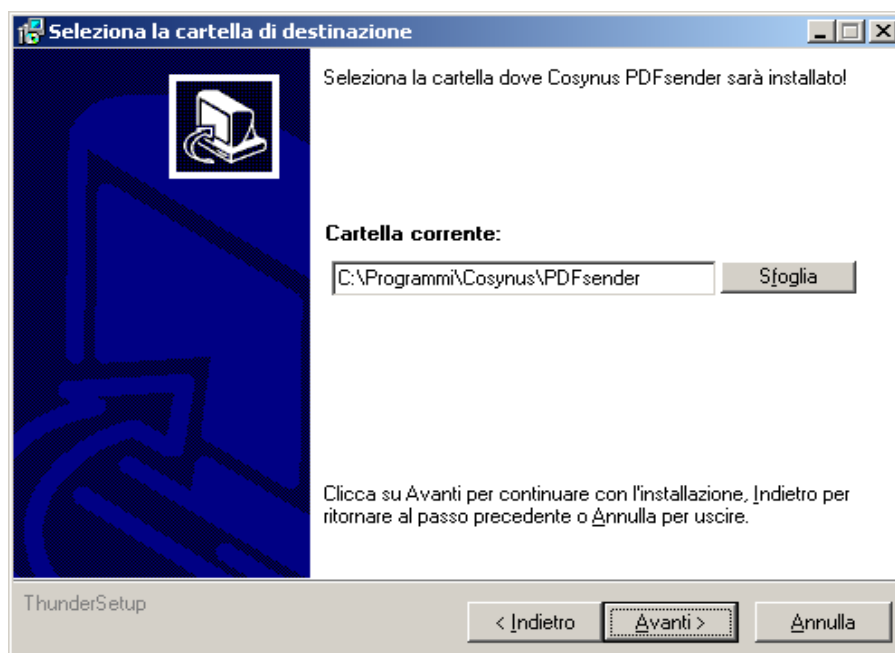 Seleziona la cartella di destinazione
Seleziona la cartella dove Cosynus PDFsender sarà installato!
Cartella corrente:
C:\Programmi\Cosynus\PDFsender
Sfoglia
Clicca su Avanti per continuare con l'installazione, Indietro per
ritornare al passo precedente o Annulla per uscire.
ThunderSetup
< Indietro
Avanti >
Annulla